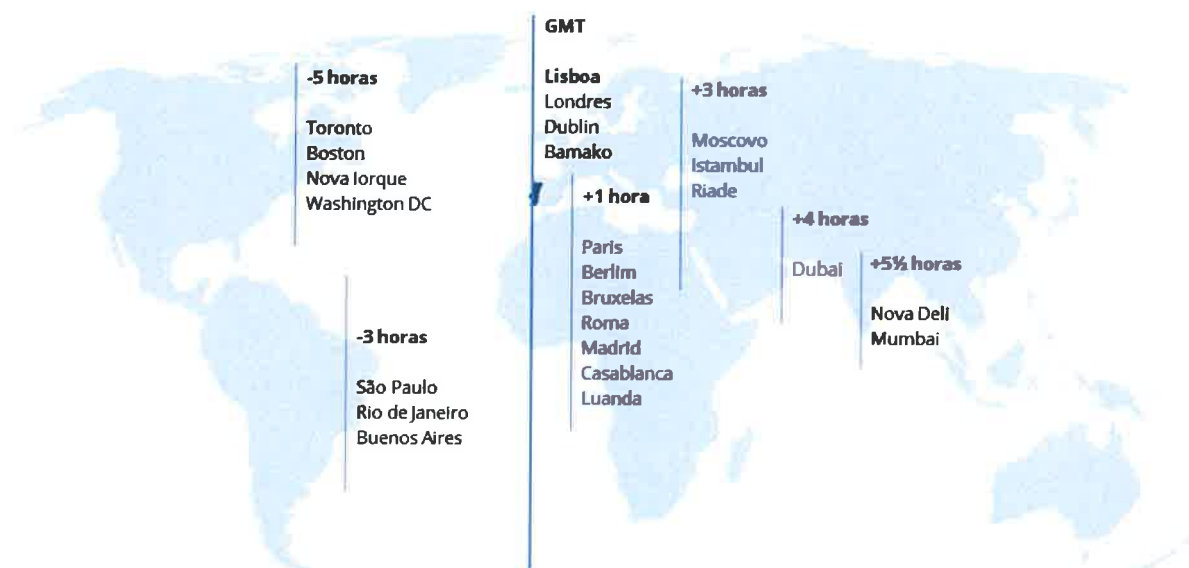 GMT
Lisboa
Londres
Dublin
Bamako
-5 horas
Toronto
Boston
Nova Iorque
Washington DC
-3 horas
São Paulo
Rio de Janeiro
Buenos Aires
+1 hora
Paris
Berlim
Bruxelas
Roma
Madrid
Casablanca
Luanda
+3 horas
Moscovo
Istambul
Riade
+4 horas
Dubai
+5½ horas
Nova Deli
Mumbai